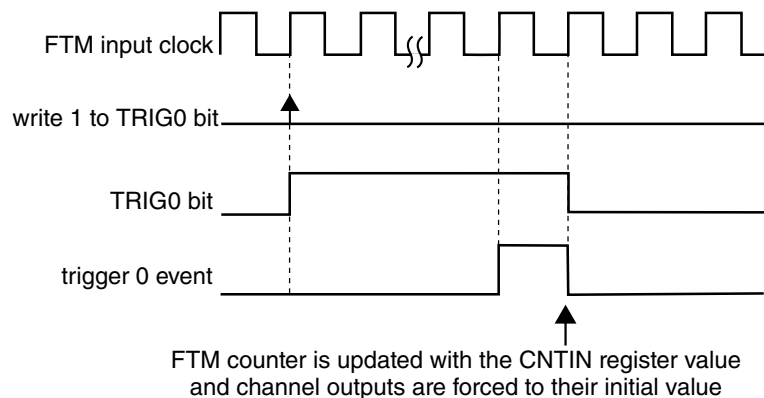 FTM input clock
write 1 to TRIG0 bit
TRIG0 bit
trigger 0 event
FTM counter is updated with the CNTIN register value
and channel outputs are forced to their initial value